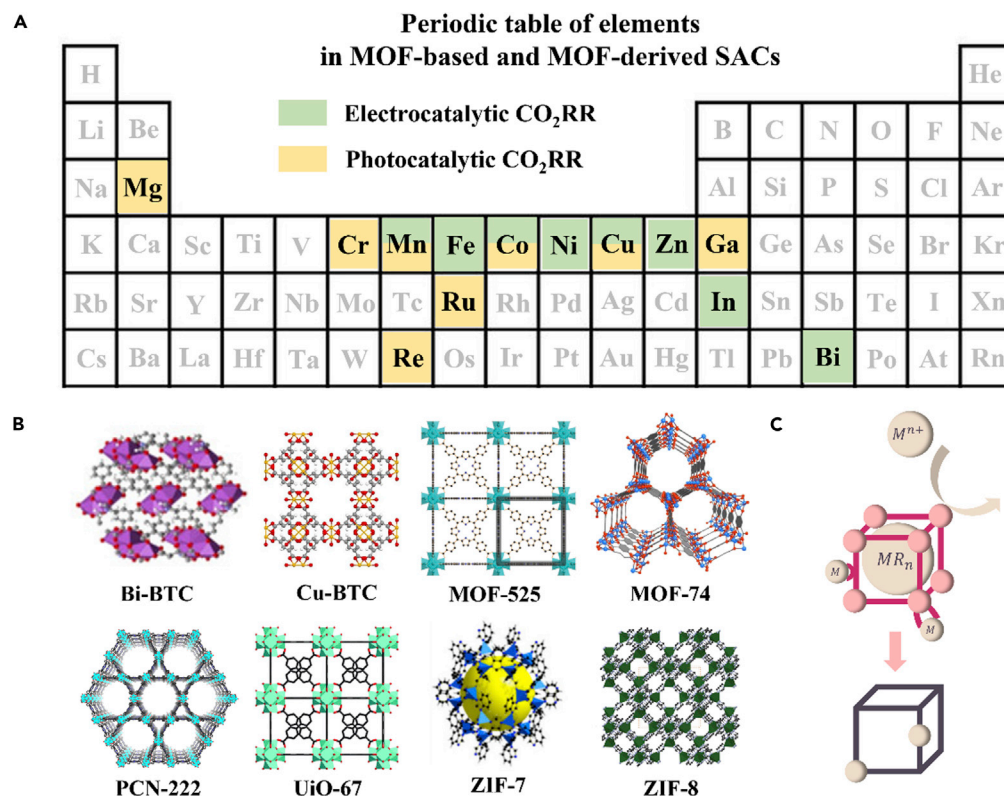 A
Periodic table of elements
in MOF-based and MOF-derived SACs
Electrocatalytic CO₂RR
Photocatalytic CO₂RR
H He
Li Be B C N O F Ne
Na Mg Al Si P S Cl Ar
K Ca Sc Ti V Cr Mn Fe Co Ni Cu Zn Ga Ge As Se Br Kr
Rb Sr Y Zr Nb Mo Tc Ru Rh Pd Ag Cd In Sn Sb Te I Xn
Cs Ba La Hf Ta W Re Os Ir Pt Au Hg Tl Pb Bi Po At Rn
B
Bi-BTC Cu-BTC MOF-525 MOF-74
PCN-222 UiO-67 ZIF-7 ZIF-8
C
Mⁿ⁺
MRₙ
M
M